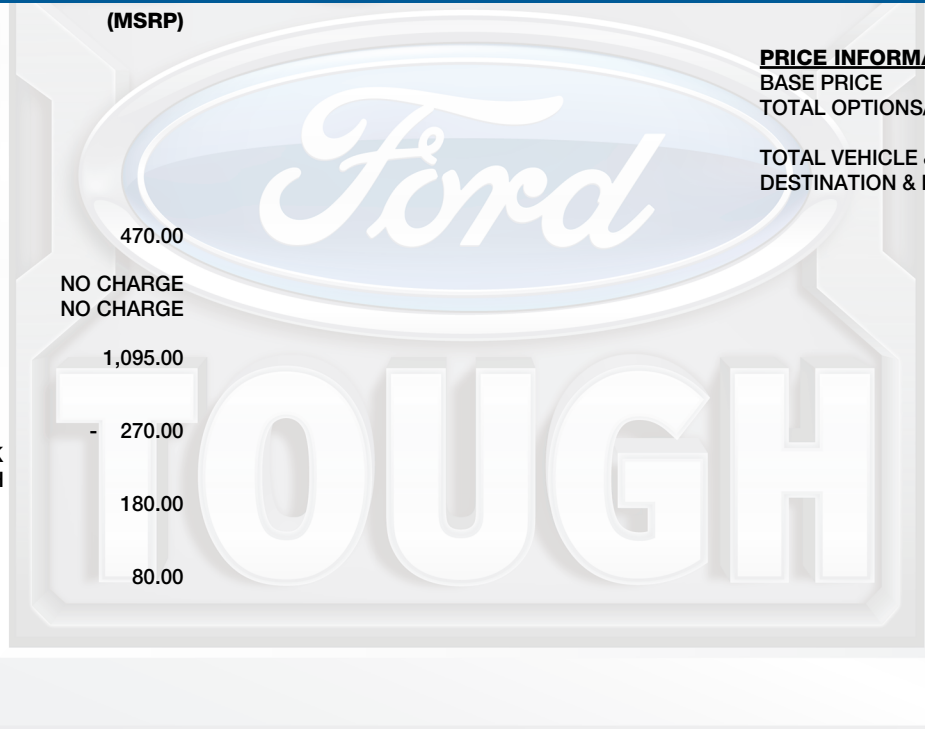 (MSRP)
470.00
NO CHARGE
NO CHARGE
1,095.00
- 270.00
180.00
80.00
PRICE INFORMA
BASE PRICE
TOTAL OPTIONS/
TOTAL VEHICLE &
DESTINATION &
Ford
TOUGH